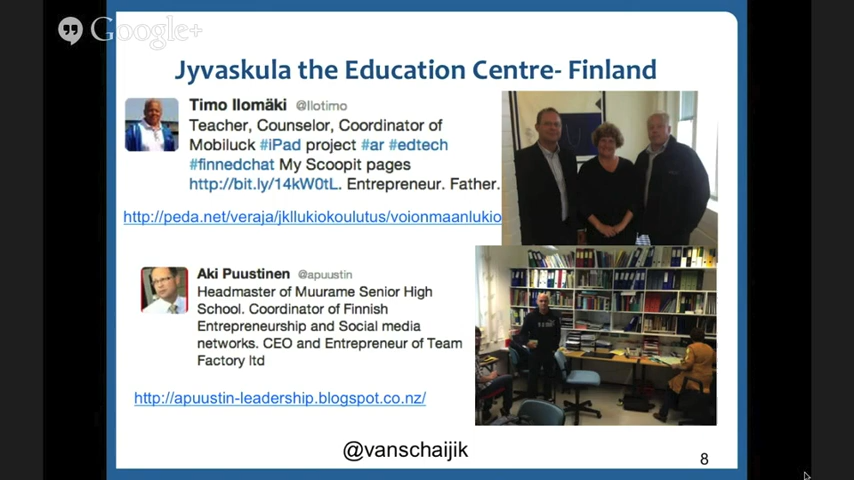 Google+
Jyvaskula the Education Centre- Finland
Timo Ilomäki @Ilotimo
Teacher, Counselor, Coordinator of
Mobiluck #iPad project #ar #edtech
#finnedchat My Scoopit pages
http://bit.ly/14kW0tL. Entrepreneur. Father.
http://peda.net/veraja/jkllukiokoulutus/voionmaanlukio
Aki Puustinen @apuustin
Headmaster of Muurame Senior High
School. Coordinator of Finnish
Entrepreneurship and Social media
networks. CEO and Entrepreneur of Team
Factory ltd
http://apuustin-leadership.blogspot.co.nz/
@vanschaijik
8